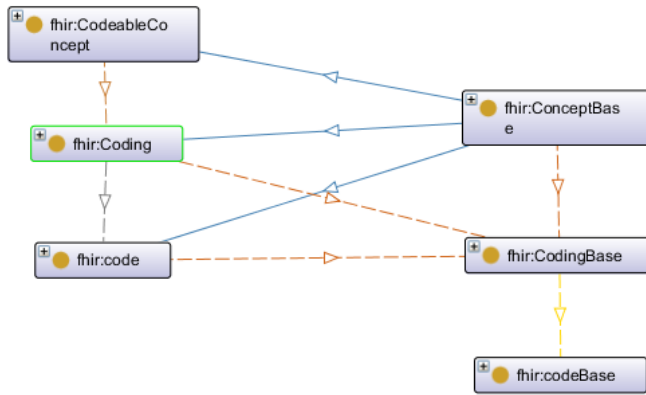 fhir:CodeableCo
ncept
fhir:ConceptBas
e
fhir:Coding
fhir:code
fhir:CodingBase
fhir:codeBase